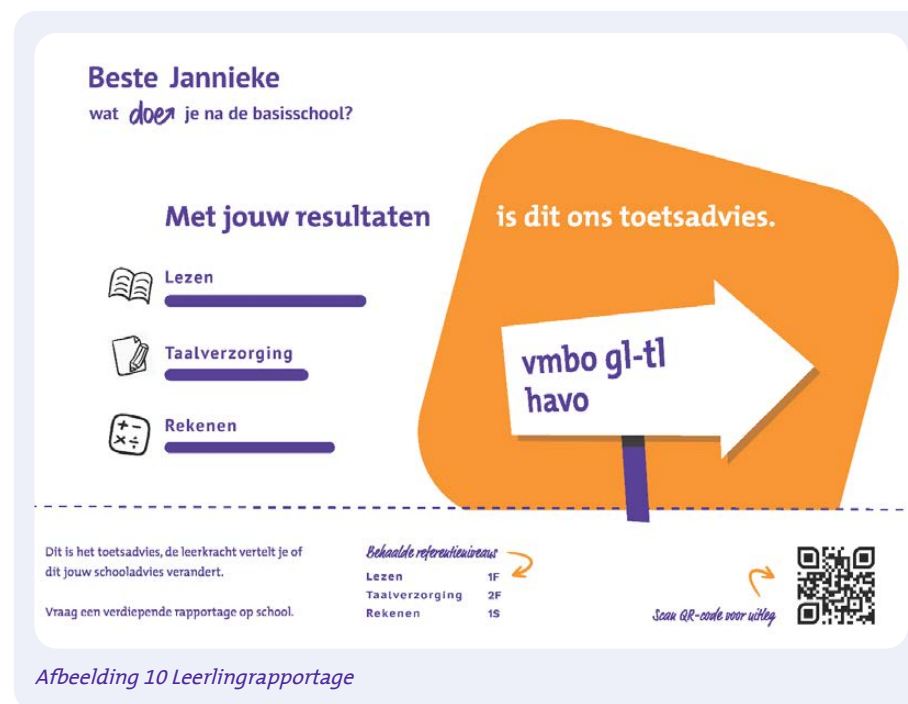 Beste Jannieke
wat doe je na de basisschool?
Met jouw resultaten
is dit ons toetsadvies.
Lezen
Taalverzorging
Rekenen
vmbo gl-tl
havo
Dit is het toetsadvies, de leerkracht vertelt je of
dit jouw schooladvies verandert.
Vraag een verdiepende rapportage op school.
Behaalde referentieniveaus
Lezen 1F
Taalverzorging 2F
Rekenen 1S
Scan QR-code voor uitleg
Afbeelding 10 Leerlingrapportage